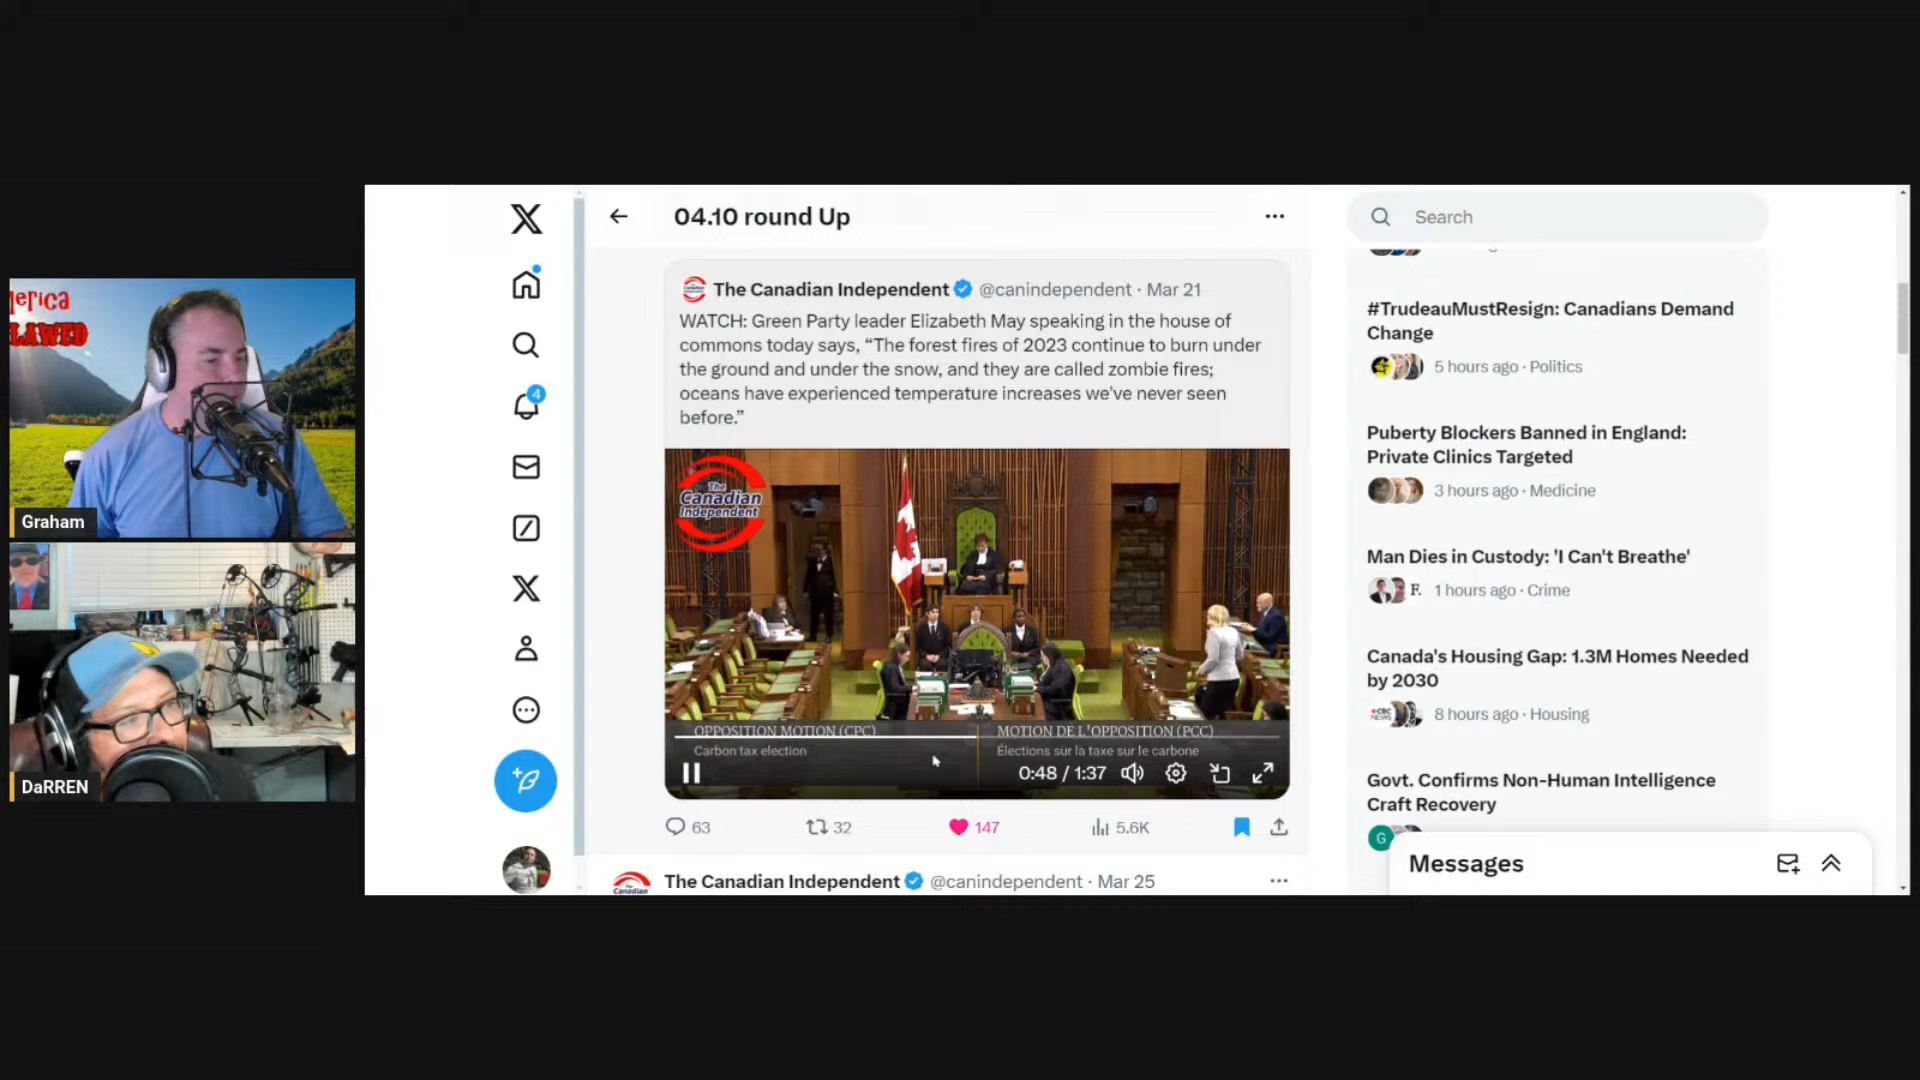 erica
LAWED
Graham
DaRREN
04.10 round Up
The Canadian Independent @canindependent · Mar 21
WATCH: Green Party leader Elizabeth May speaking in the house of
commons today says, “The forest fires of 2023 continue to burn under
the ground and under the snow, and they are called zombie fires;
oceans have experienced temperature increases we've never seen
before.”
The
Canadian
Independent
OPPOSITION MOTION (CPC)
Carbon tax election
MOTION DE L'OPPOSITION (PCC)
Élections sur la taxe sur le carbone
0:48 / 1:37
63
32
147
5.6K
The Canadian Independent @canindependent · Mar 25
4
Search
#TrudeauMustResign: Canadians Demand
Change
5 hours ago · Politics
Puberty Blockers Banned in England:
Private Clinics Targeted
3 hours ago · Medicine
Man Dies in Custody: 'I Can't Breathe'
F.
1 hours ago · Crime
Canada's Housing Gap: 1.3M Homes Needed
by 2030
CBC
NEWS
8 hours ago · Housing
Govt. Confirms Non-Human Intelligence
Craft Recovery
G
Messages